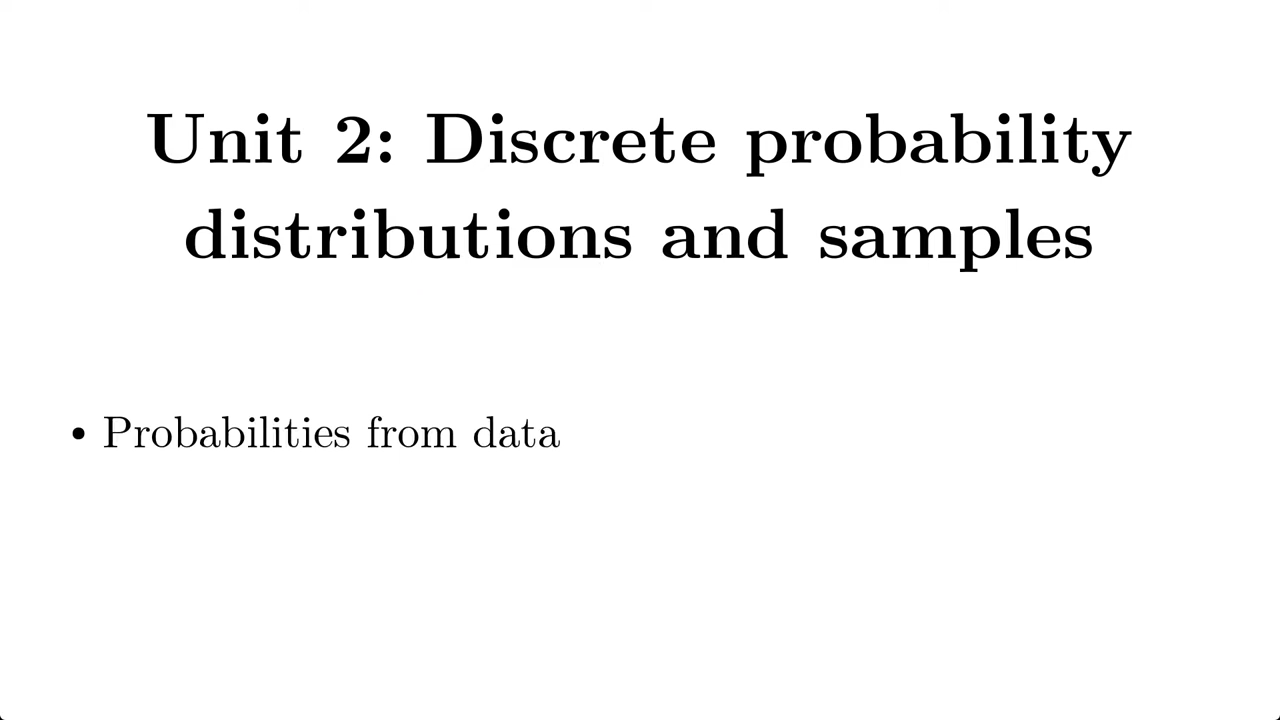 Unit 2: Discrete probability
distributions and samples
• Probabilities from data